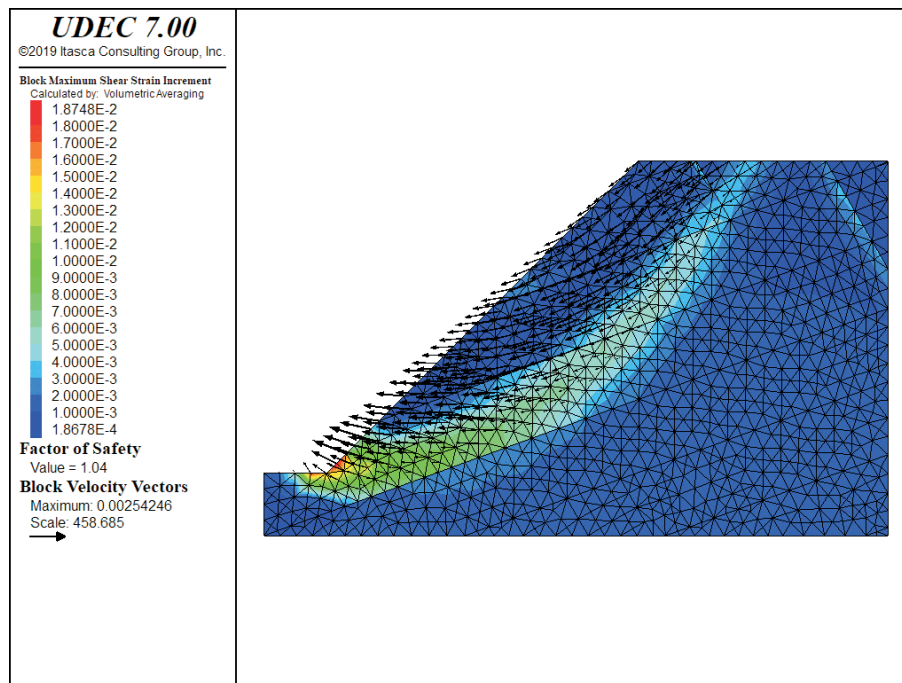 UDEC 7.00
©2019 Itasca Consulting Group, Inc.
Block Maximum Shear Strain Increment
Calculated by: Volumetric Averaging
1.8748E-2
1.8000E-2
1.7000E-2
1.6000E-2
1.5000E-2
1.4000E-2
1.3000E-2
1.2000E-2
1.1000E-2
1.0000E-2
9.0000E-3
8.0000E-3
7.0000E-3
6.0000E-3
5.0000E-3
4.0000E-3
3.0000E-3
2.0000E-3
1.0000E-3
1.8678E-4
Factor of Safety
Value = 1.04
Block Velocity Vectors
Maximum: 0.00254246
Scale: 458.685